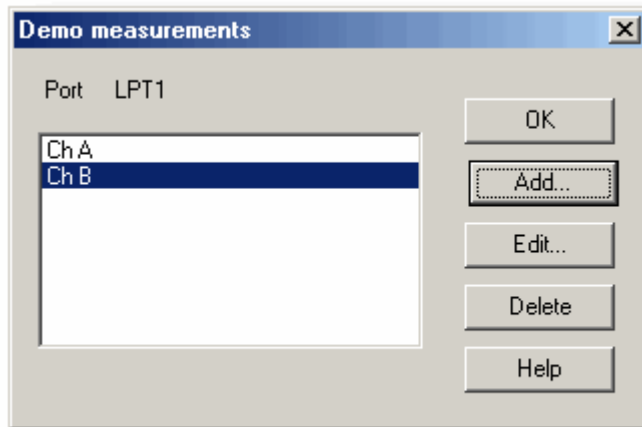 Demo measurements
Port LPT1
Ch A
Ch B
OK
Add...
Edit...
Delete
Help